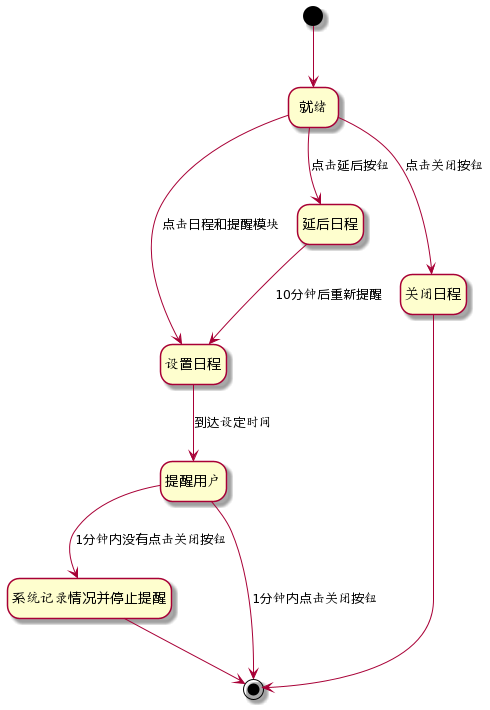 就绪
点击延后按钮
点击关闭按钮
点击日程和提醒模块
延后日程
10分钟后重新提醒
关闭日程
设置日程
到达设定时间
提醒用户
1分钟内没有点击关闭按钮
系统记录情况并停止提醒
1分钟内点击关闭按钮